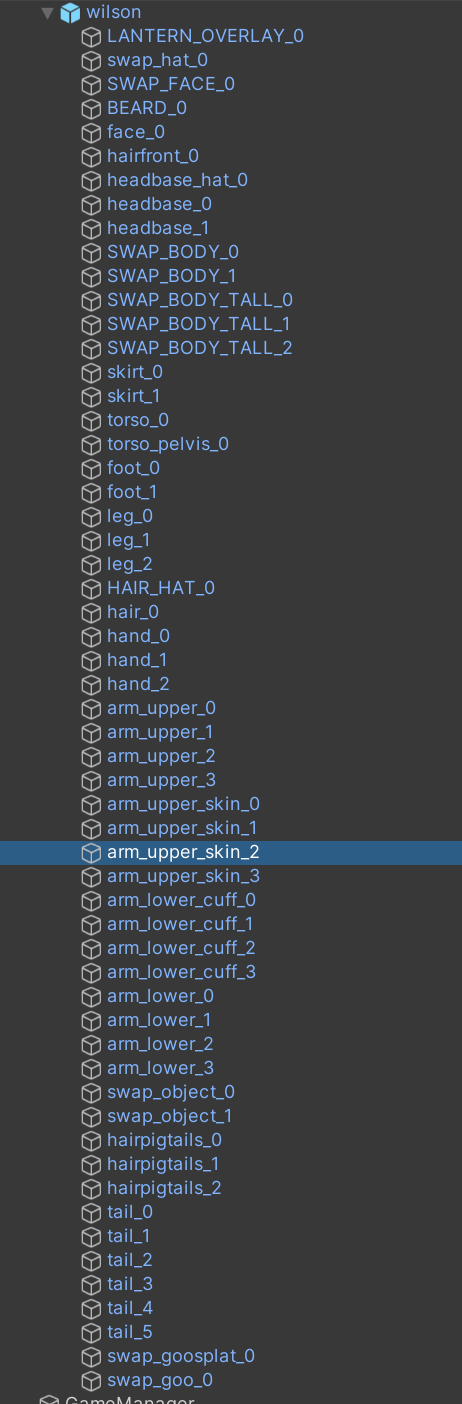 wilson
LANTERN_OVERLAY_0
swap_hat_0
SWAP_FACE_0
BEARD_0
face_0
hairfront_0
headbase_hat_0
headbase_0
headbase_1
SWAP_BODY_0
SWAP_BODY_1
SWAP_BODY_TALL_0
SWAP_BODY_TALL_1
SWAP_BODY_TALL_2
skirt_0
skirt_1
torso_0
torso_pelvis_0
foot_0
foot_1
leg_0
leg_1
leg_2
HAIR_HAT_0
hair_0
hand_0
hand_1
hand_2
arm_upper_0
arm_upper_1
arm_upper_2
arm_upper_3
arm_upper_skin_0
arm_upper_skin_1
arm_upper_skin_2
arm_upper_skin_3
arm_lower_cuff_0
arm_lower_cuff_1
arm_lower_cuff_2
arm_lower_cuff_3
arm_lower_0
arm_lower_1
arm_lower_2
arm_lower_3
swap_object_0
swap_object_1
hairpigtails_0
hairpigtails_1
hairpigtails_2
tail_0
tail_1
tail_2
tail_3
tail_4
tail_5
swap_goosplat_0
swap_goo_0
GameManager